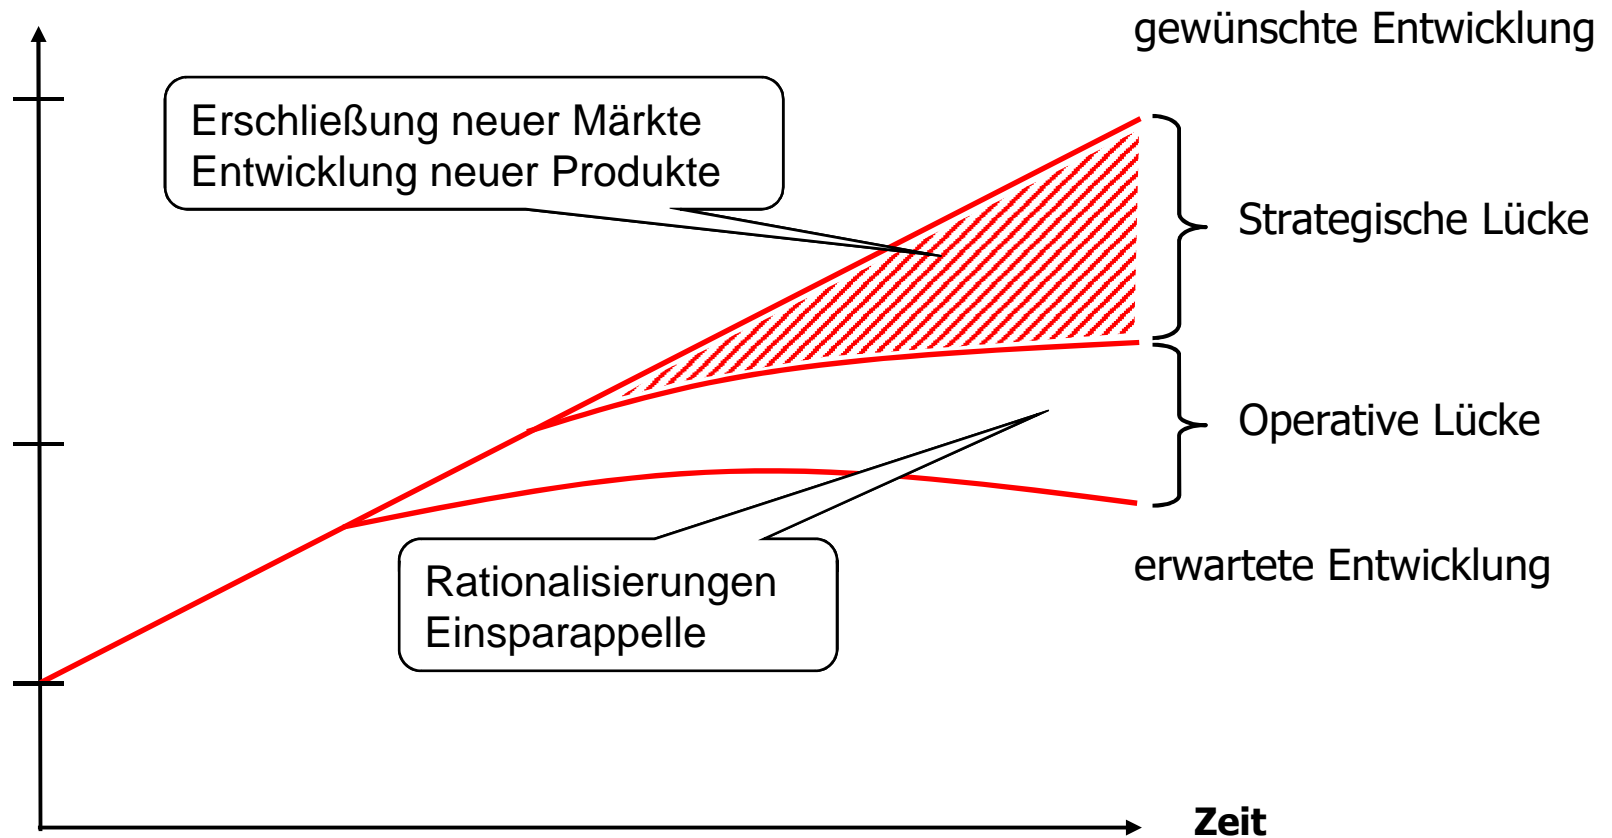 gewünschte Entwicklung
Erschließung neuer Märkte
Entwicklung neuer Produkte
Strategische Lücke
Operative Lücke
erwartete Entwicklung
Rationalisierungen
Einsparappelle
Zeit